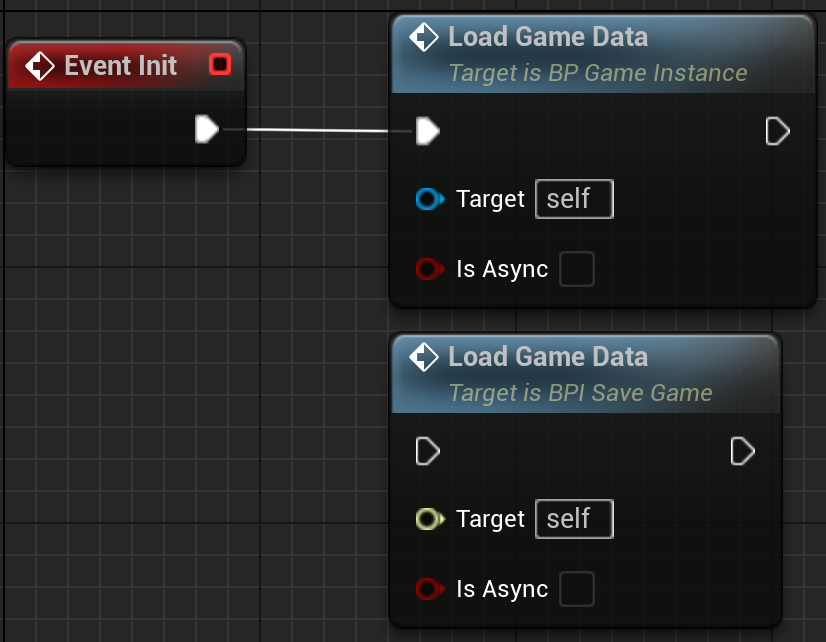 Event Init
Load Game Data
Target is BP Game Instance
Target self
Is Async
Load Game Data
Target is BPI Save Game
Target self
Is Async